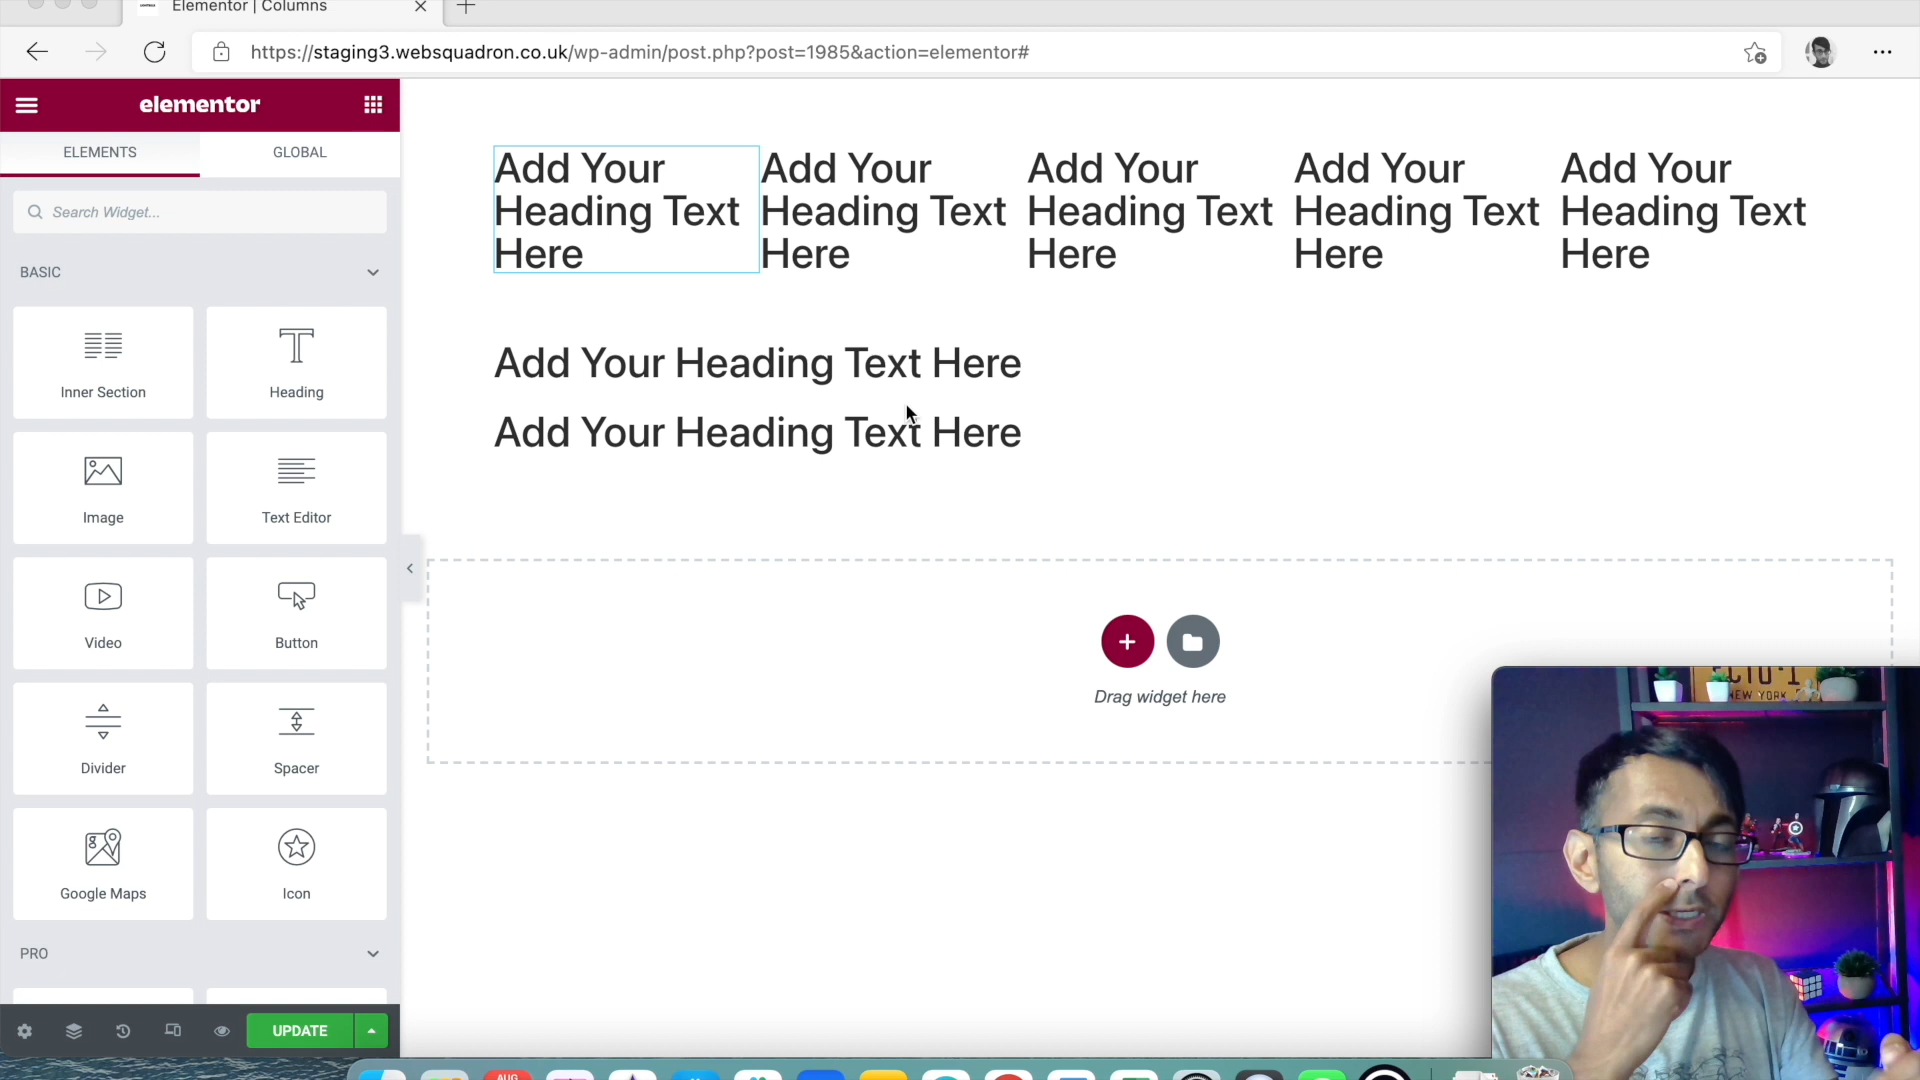 Elementor | Columns
https://staging3.websquadron.co.uk/wp-admin/post.php?post=1985&action=elementor#
elementor
ELEMENTS
GLOBAL
Search Widget...
BASIC
Inner Section
Heading
Image
Text Editor
Video
Button
Divider
Spacer
Google Maps
Icon
PRO
UPDATE
Add Your
Heading Text
Here
Add Your
Heading Text
Here
Add Your
Heading Text
Here
Add Your
Heading Text
Here
Add Your
Heading Text
Here
Add Your Heading Text Here
Add Your Heading Text Here
Drag widget here
NEW YORK
AUG